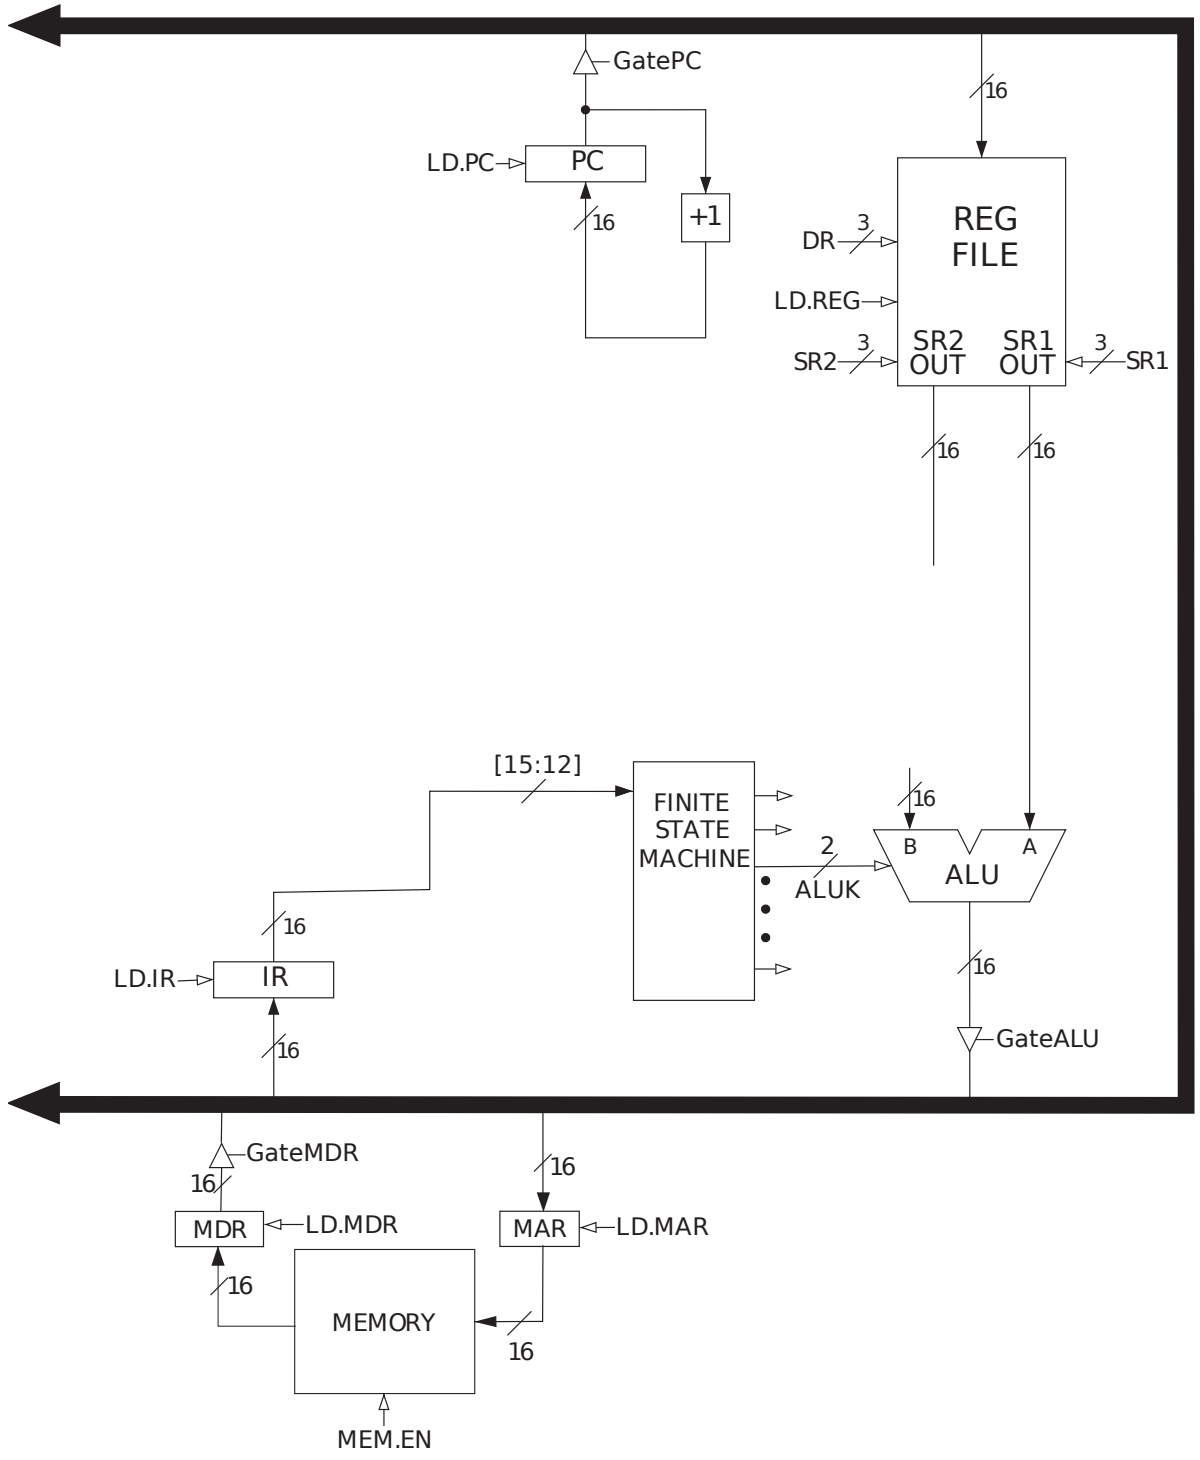 GatePC
16
LD.PC
PC
16
+1
REG
FILE
DR
3
LD.REG
SR2
3
SR2
OUT
SR1
OUT
3
SR1
16
16
[15:12]
FINITE
STATE
MACHINE
2
ALUK
16
B
A
ALU
16
LD.IR
IR
16
16
GateALU
GateMDR
16
16
MDR
LD.MDR
MAR
LD.MAR
16
MEMORY
16
MEM.EN